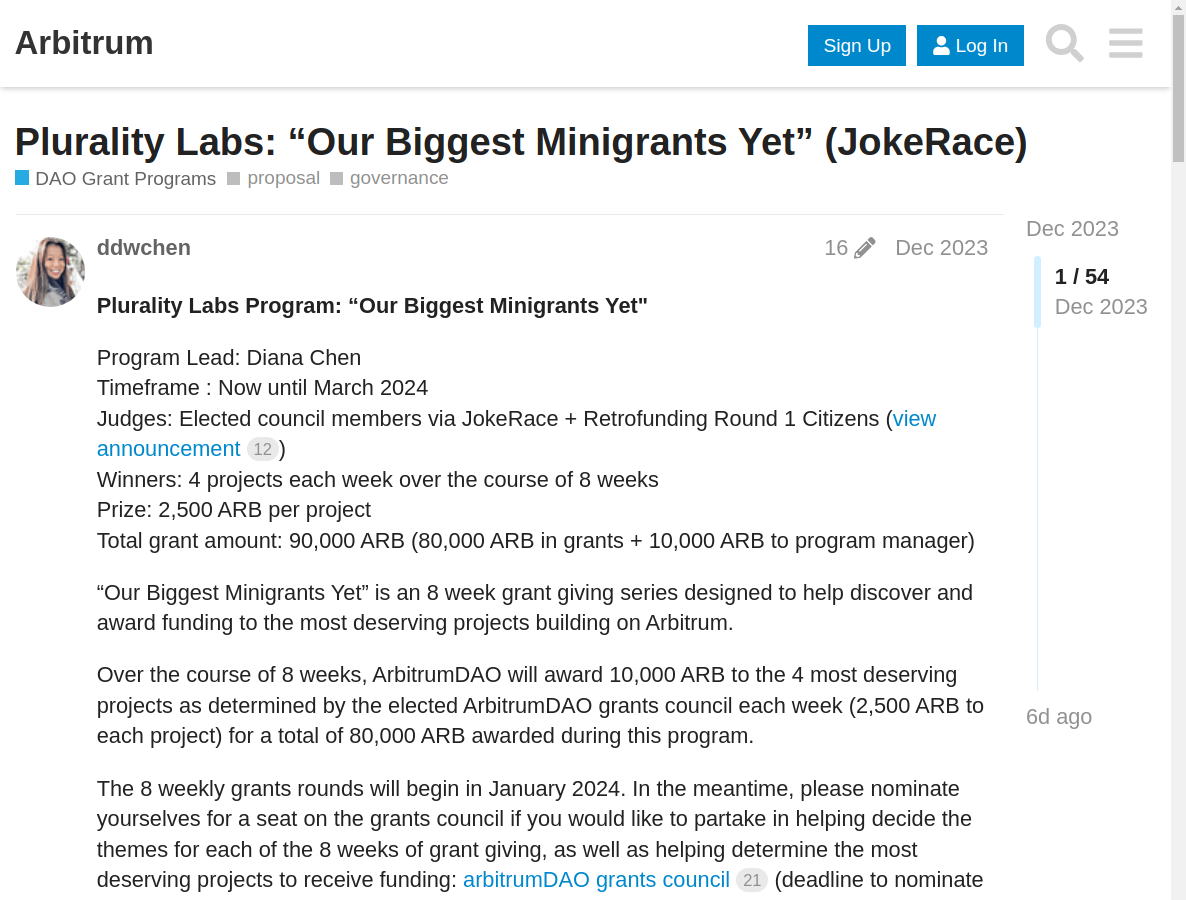 Arbitrum
Sign Up
Log In
Plurality Labs: “Our Biggest Minigrants Yet” (JokeRace)
DAO Grant Programs proposal governance
ddwchen
16 Dec 2023
Plurality Labs Program: “Our Biggest Minigrants Yet"
Program Lead: Diana Chen
Timeframe : Now until March 2024
Judges: Elected council members via JokeRace + Retrofunding Round 1 Citizens (view
announcement 12)
Winners: 4 projects each week over the course of 8 weeks
Prize: 2,500 ARB per project
Total grant amount: 90,000 ARB (80,000 ARB in grants + 10,000 ARB to program manager)
“Our Biggest Minigrants Yet” is an 8 week grant giving series designed to help discover and
award funding to the most deserving projects building on Arbitrum.
Over the course of 8 weeks, ArbitrumDAO will award 10,000 ARB to the 4 most deserving
projects as determined by the elected ArbitrumDAO grants council each week (2,500 ARB to
each project) for a total of 80,000 ARB awarded during this program.
The 8 weekly grants rounds will begin in January 2024. In the meantime, please nominate
yourselves for a seat on the grants council if you would like to partake in helping decide the
themes for each of the 8 weeks of grant giving, as well as helping determine the most
deserving projects to receive funding: arbitrumDAO grants council 21 (deadline to nominate
Dec 2023
1 / 54
Dec 2023
6d ago